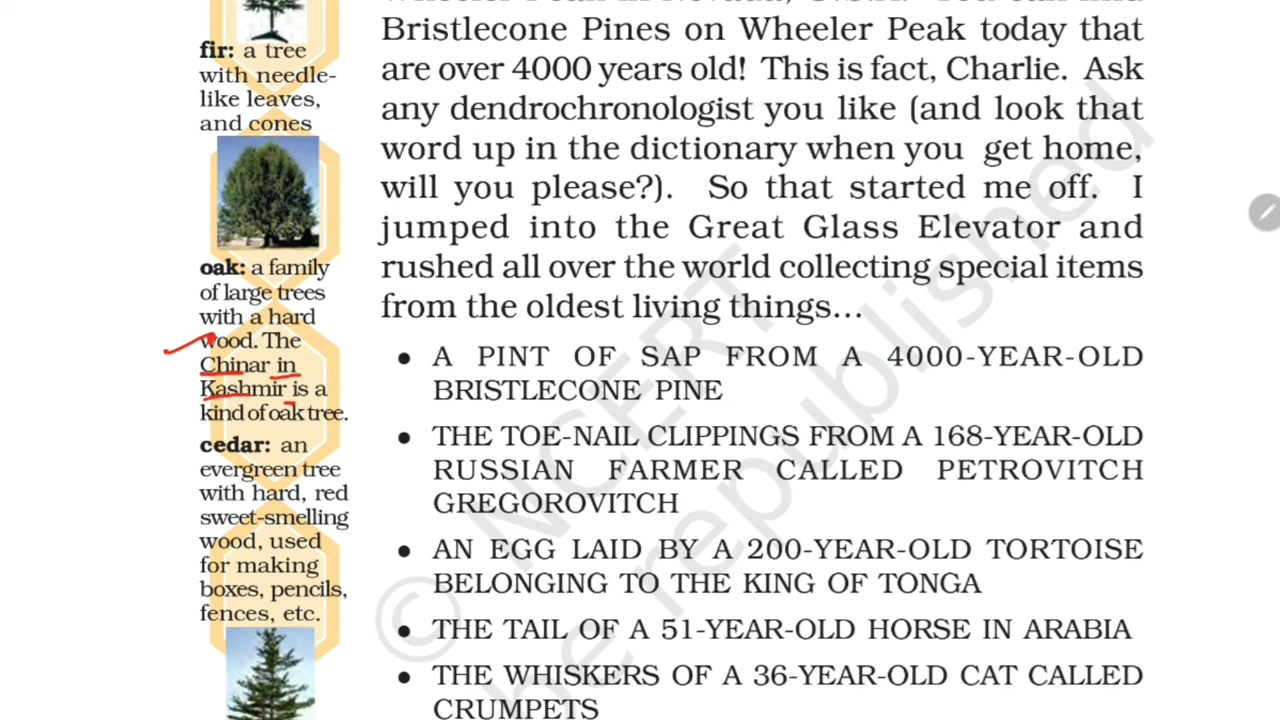 fir: a tree
with needle-
like leaves,
and cones
oak: a family
of large trees
with a hard
wood. The
Chinar in
Kashmir is a
kind of oak tree.
cedar: an
evergreen tree
with hard, red
sweet-smelling
wood, used
for making
boxes, pencils,
fences, etc.
Bristlecone Pines on Wheeler Peak today that
are over 4000 years old! This is fact, Charlie. Ask
any dendrochronologist you like (and look that
word up in the dictionary when you get home,
will you please?). So that started me off. I
jumped into the Great Glass Elevator and
rushed all over the world collecting special items
from the oldest living things...
• A PINT OF SAP FROM A 4000-YEAR-OLD
BRISTLECONE PINE
• THE TOE-NAIL CLIPPINGS FROM A 168-YEAR-OLD
RUSSIAN FARMER CALLED PETROVITCH
GREGOROVITCH
• AN EGG LAID BY A 200-YEAR-OLD TORTOISE
BELONGING TO THE KING OF TONGA
• THE TAIL OF A 51-YEAR-OLD HORSE IN ARABIA
• THE WHISKERS OF A 36-YEAR-OLD CAT CALLED
CRUMPETS
© NCERT
be republished